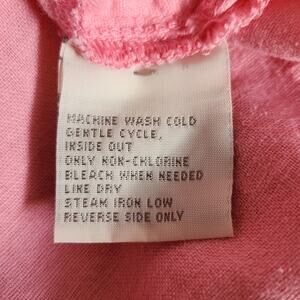 MACHINE WASH COLD
GENTLE CYCLE,
INSIDE OUT
ONLY NON-CHLORINE
BLEACH WHEN NEEDED
LINE DRY
STEAM IRON LOW
REVERSE SIDE ONLY